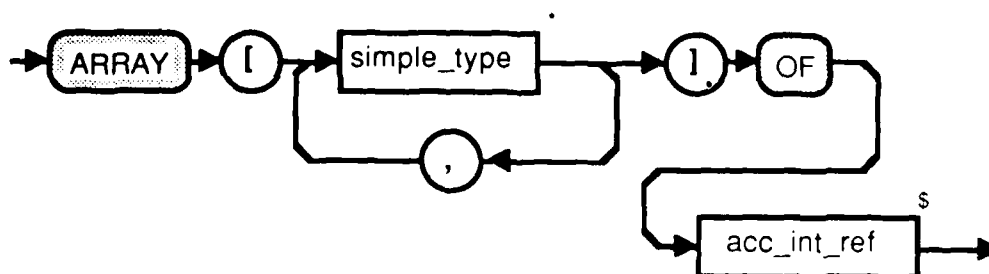 ARRAY [ simple_type ] OF
,
$
acc_int_ref